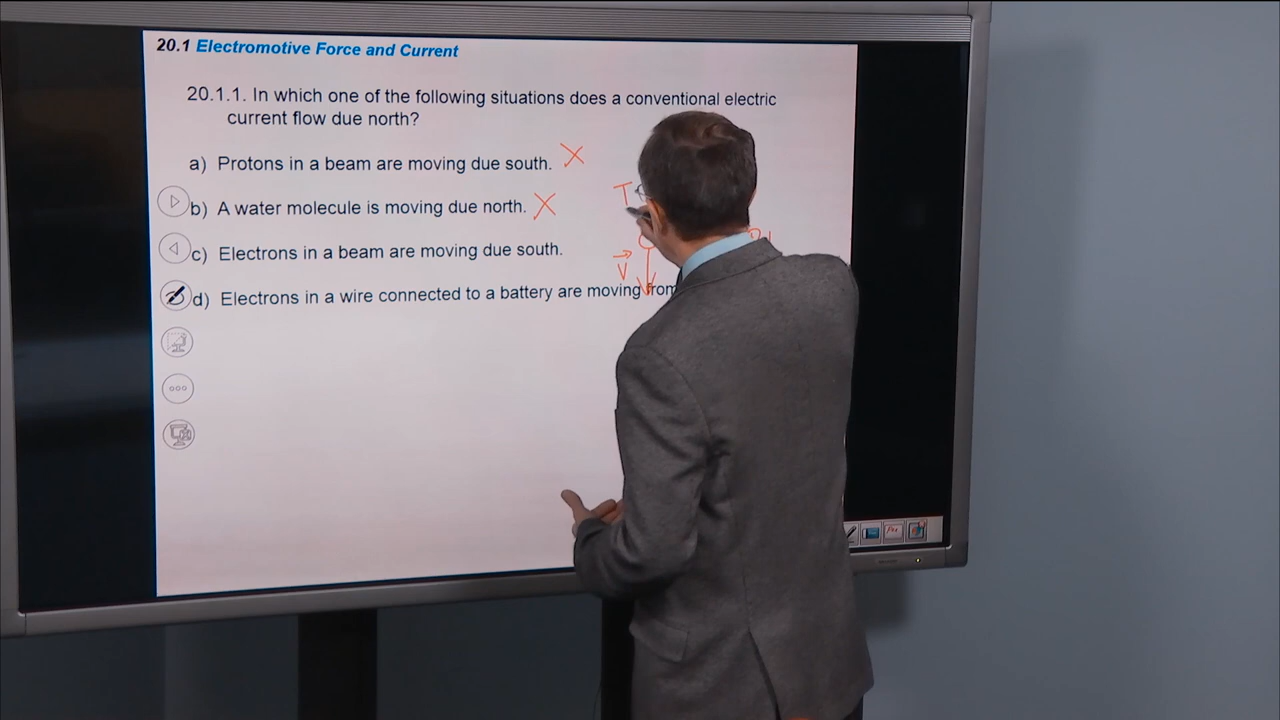 20.1 Electromotive Force and Current
20.1.1. In which one of the following situations does a conventional electric
current flow due north?
a) Protons in a beam are moving due south. X
b) A water molecule is moving due north. X
c) Electrons in a beam are moving due south.
d) Electrons in a wire connected to a battery are moving from
V